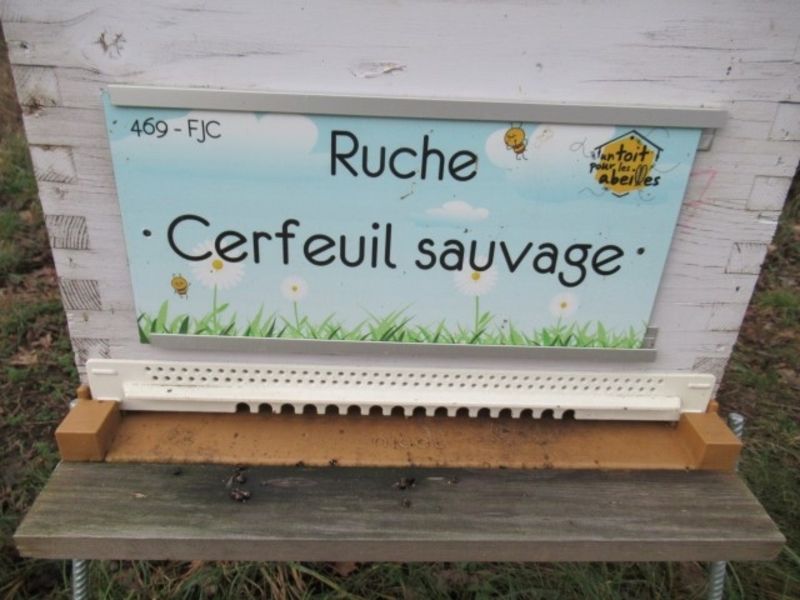 469 - FJC
Ruche
un toit
pour les
abeilles
• Cerfeuil sauvage •